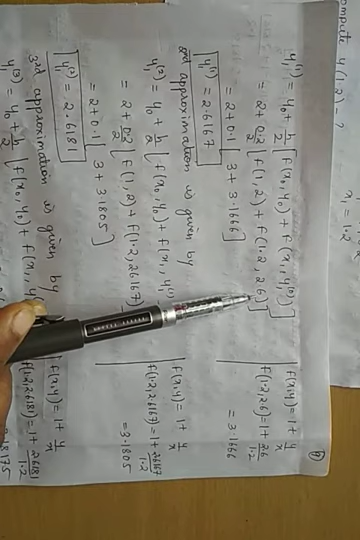 compute y(1.2) = ?
x₁ = 1.2
y₁⁽¹⁾ = y₀ + h/2 [f(x₀, y₀) + f(x₁, y₁⁽⁰⁾)]
f(x,y) = 1 + y/x
= 2 + 0.2/2 [f(1,2) + f(1.2, 2.6)]
f(1.2, 2.6) = 1 + 2.6/1.2
= 2 + 0.1 [3 + 3.1666]
= 3.1666
y₁⁽¹⁾ = 2.6167
2nd approximation is given by
y₁⁽²⁾ = y₀ + h/2 [f(x₀, y₀) + f(x₁, y₁⁽¹⁾)]
f(x,y) = 1 + y/x
= 2 + 0.2/2 [f(1,2) + f(1.2, 2.6167)]
f(1.2, 2.6167) = 1 + 2.6167/1.2
= 2 + 0.1 [3 + 3.1805]
= 3.1805
y₁⁽²⁾ = 2.6181
3rd approximation is given by
y₁⁽³⁾ = y₀ + h/2 [f(x₀, y₀) + f(x₁, y₁
f(x,y) = 1 + y/x
f(1.2, 2.6181) = 1 + 2.6181/1.2